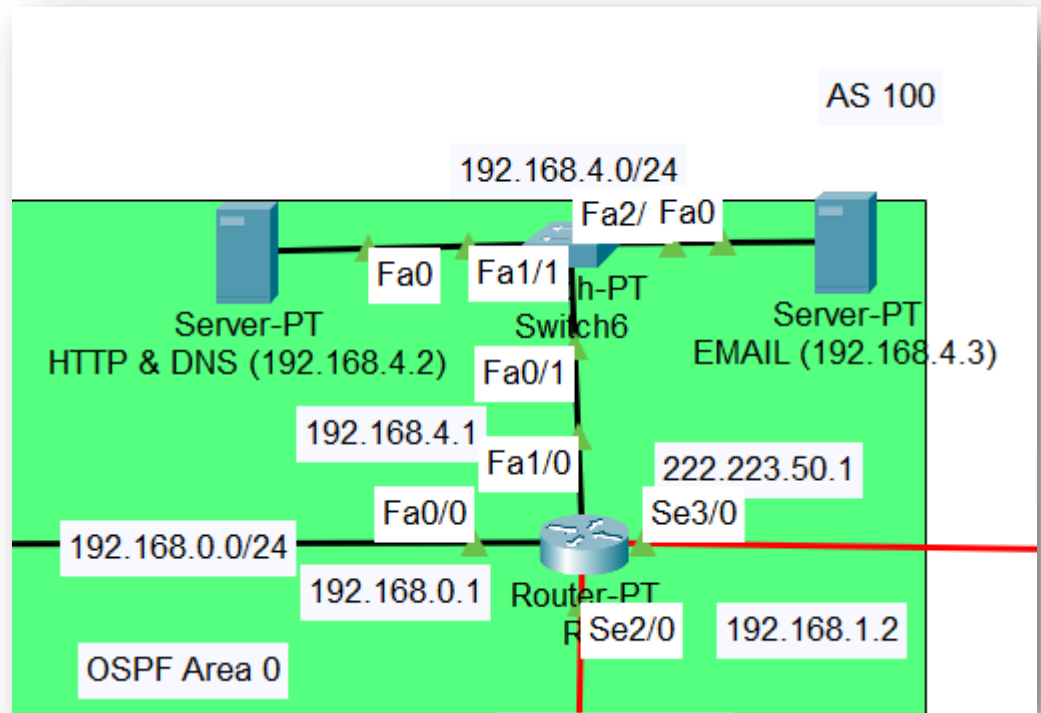 AS 100
192.168.4.0/24
Fa2/ Fa0
Fa0
Fa1/1
h-PT
Server-PT
Switch6
Server-PT
HTTP & DNS (192.168.4.2)
EMAIL (192.168.4.3)
Fa0/1
192.168.4.1
Fa1/0
222.223.50.1
Fa0/0
Se3/0
192.168.0.0/24
192.168.0.1
Router-PT
R
Se2/0
192.168.1.2
OSPF Area 0